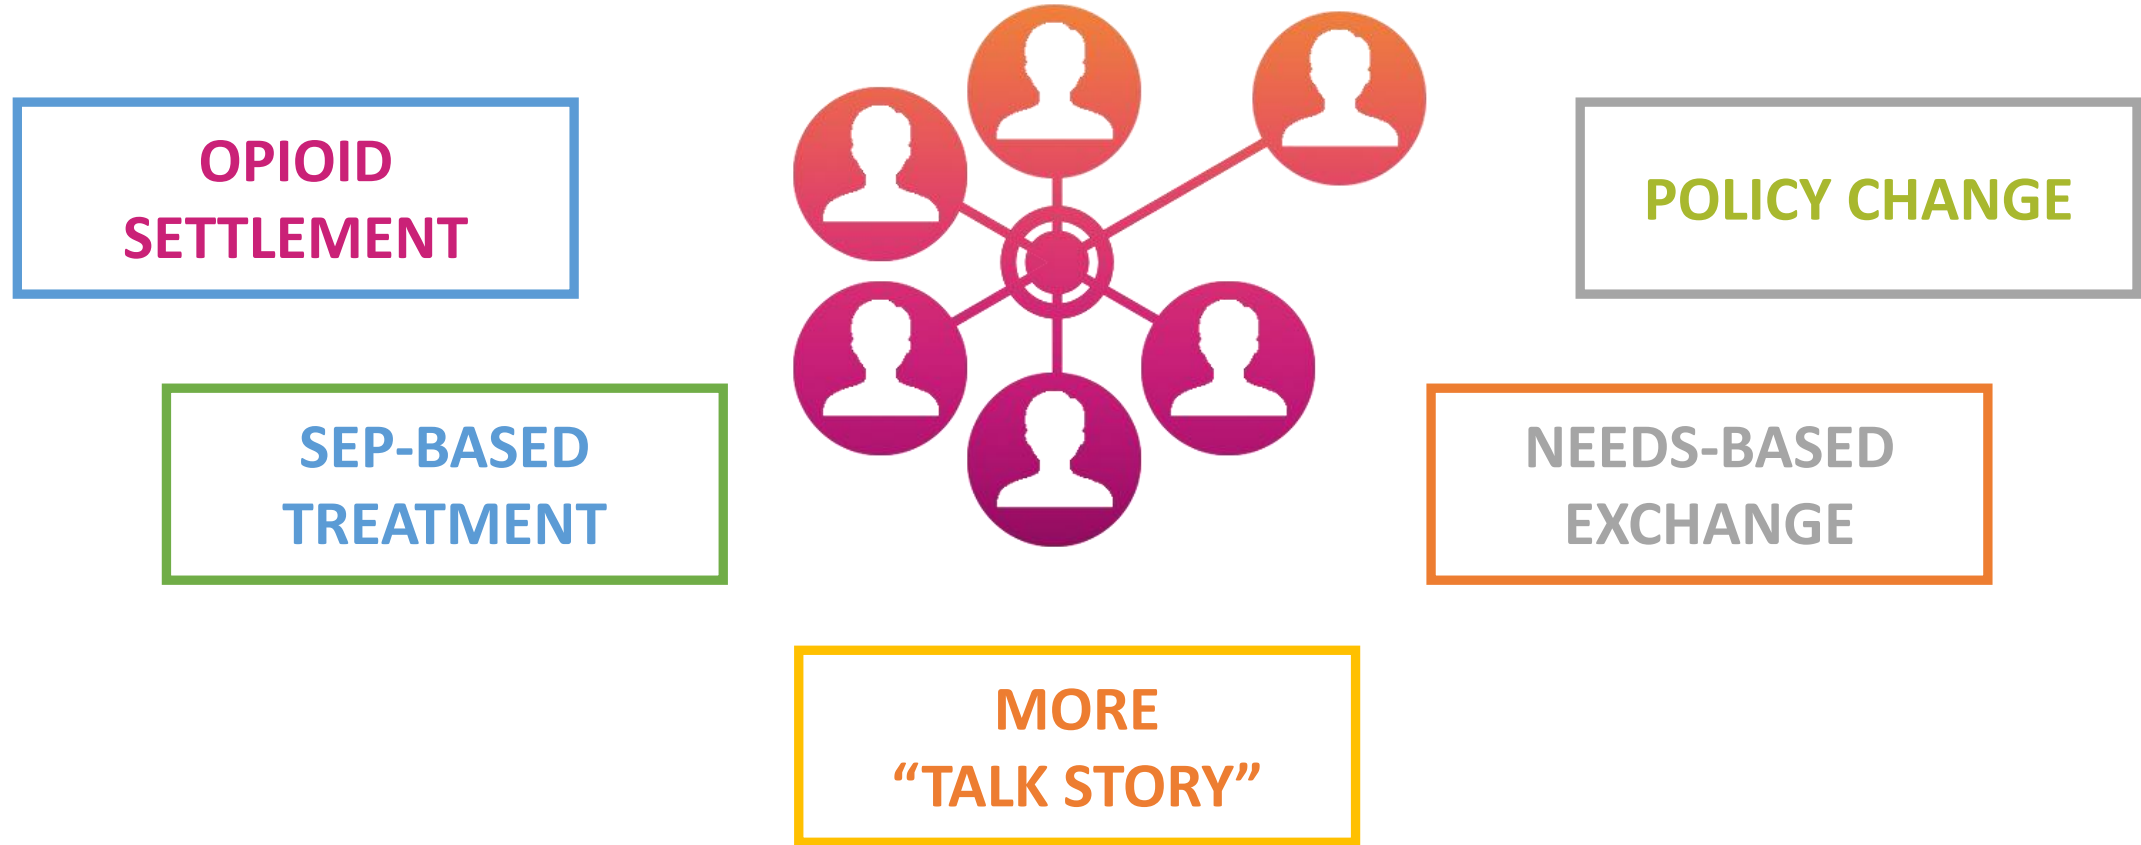 OPIOID
SETTLEMENT
POLICY CHANGE
SEP-BASED
TREATMENT
NEEDS-BASED
EXCHANGE
MORE
“TALK STORY”